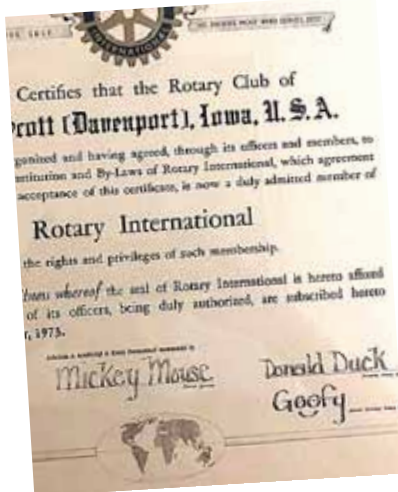 INTERNATIONAL
Certifies that the Rotary Club of
cott (Davenport), Iowa, U. S. A.
ganized and having agreed, through its officers and members, to
stitution and By-Laws of Rotary International, which agreement
acceptance of this certificate, is now a duly admitted member of
Rotary International
the rights and privileges of such membership.
whereof the seal of Rotary International is hereto affixed
of its officers, being duly authorized, are subscribed hereto
, 1973.
Mickey Mouse
Donald Duck
Goofy